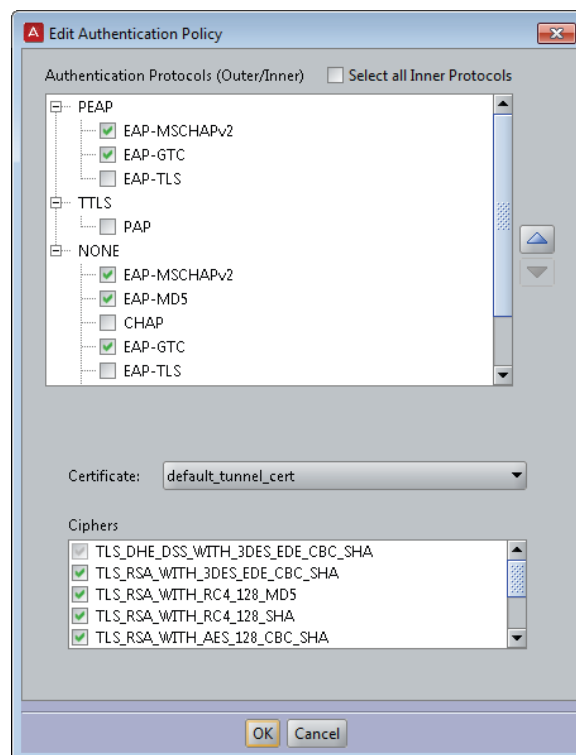 Edit Authentication Policy
Authentication Protocols (Outer/Inner) Select all Inner Protocols
PEAP
EAP-MSCHAPv2
EAP-GTC
EAP-TLS
TTLS
PAP
NONE
EAP-MSCHAPv2
EAP-MD5
CHAP
EAP-GTC
EAP-TLS
Certificate: default_tunnel_cert
Ciphers
TLS_DHE_DSS_WITH_3DES_EDE_CBC_SHA
TLS_RSA_WITH_3DES_EDE_CBC_SHA
TLS_RSA_WITH_RC4_128_MD5
TLS_RSA_WITH_RC4_128_SHA
TLS_RSA_WITH_AES_128_CBC_SHA
OK Cancel